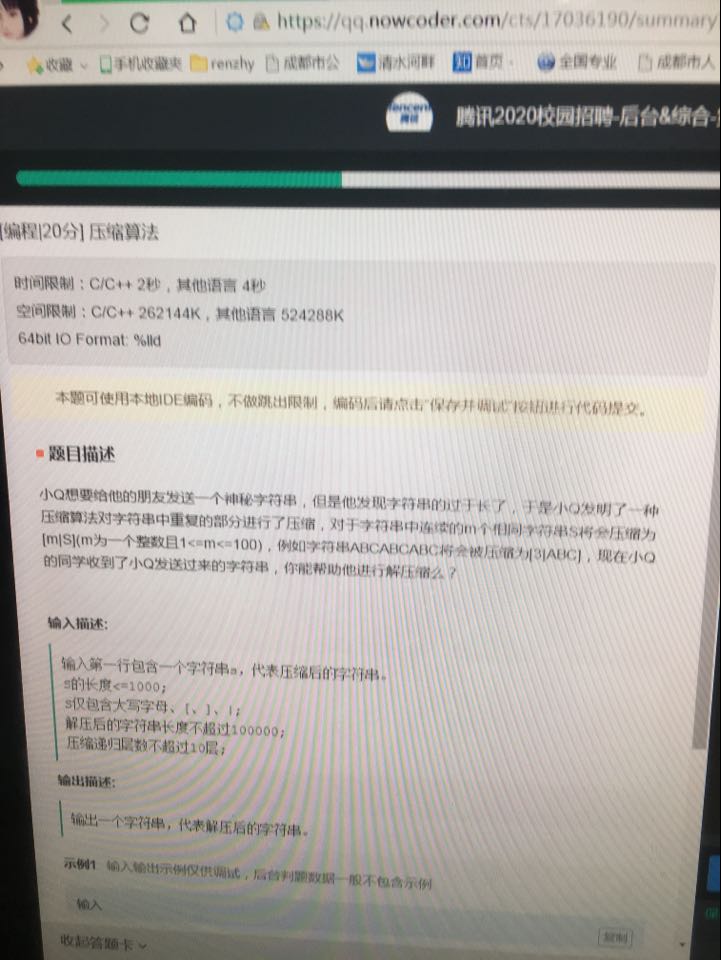 https://qq.nowcoder.com/cts/17036190/summary
收藏 手机收藏夹 renzhy 成都市公 清水河畔 首页 全国专业 成都市人
Tencent 腾讯 腾讯2020校园招聘-后台&综合-
[编程|20分] 压缩算法
时间限制：C/C++ 2秒，其他语言 4秒
空间限制：C/C++ 262144K，其他语言 524288K
64bit IO Format: %lld
本题可使用本地IDE编码，不做跳出限制，编码后请点击"保存并调试"按钮进行代码提交。
题目描述
小Q想要给他的朋友发送一个神秘字符串，但是他发现字符串的过于长了，于是小Q发明了一种
压缩算法对字符串中重复的部分进行了压缩，对于字符串中连续的m个相同字符串S将会压缩为
[m|S](m为一个整数且1<=m<=100)，例如字符串ABCABCABC将会被压缩为[3|ABC]，现在小Q
的同学收到了小Q发送过来的字符串，你能帮助他进行解压缩么？
输入描述:
输入第一行包含一个字符串s，代表压缩后的字符串。
S的长度<=1000;
S仅包含大写字母、[、]、|;
解压后的字符串长度不超过100000;
压缩递归层数不超过10层;
输出描述:
输出一个字符串，代表解压后的字符串。
示例1 输入输出示例仅供调试，后台判题数据一般不包含示例
输入
复制
收起答题卡